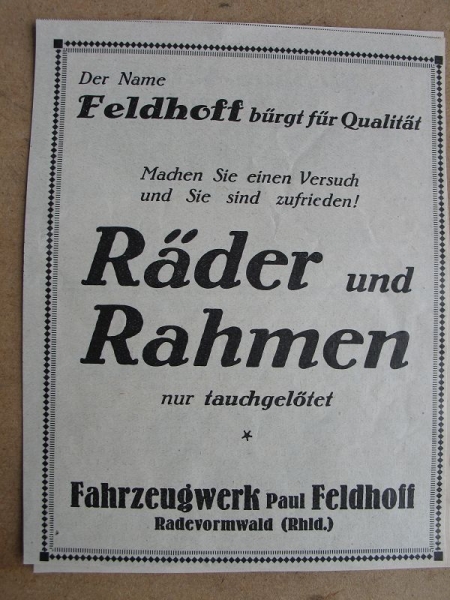 Der Name
Feldhoff bürgt für Qualität
Machen Sie einen Versuch
und Sie sind zufrieden!
Räder und
Rahmen
nur tauchgelötet
Fahrzeugwerk Paul Feldhoff
Radevormwald (Rhld.)